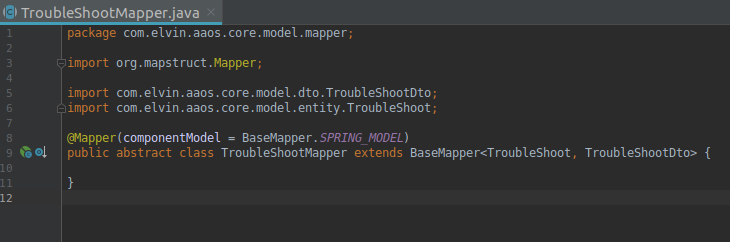 TroubleShootMapper.java
1 package com.elvin.aaos.core.model.mapper;
2
3 import org.mapstruct.Mapper;
4
5 import com.elvin.aaos.core.model.dto.TroubleShootDto;
6 import com.elvin.aaos.core.model.entity.TroubleShoot;
7
8 @Mapper(componentModel = BaseMapper.SPRING_MODEL)
9 public abstract class TroubleShootMapper extends BaseMapper<TroubleShoot, TroubleShootDto> {
10
11 }
12